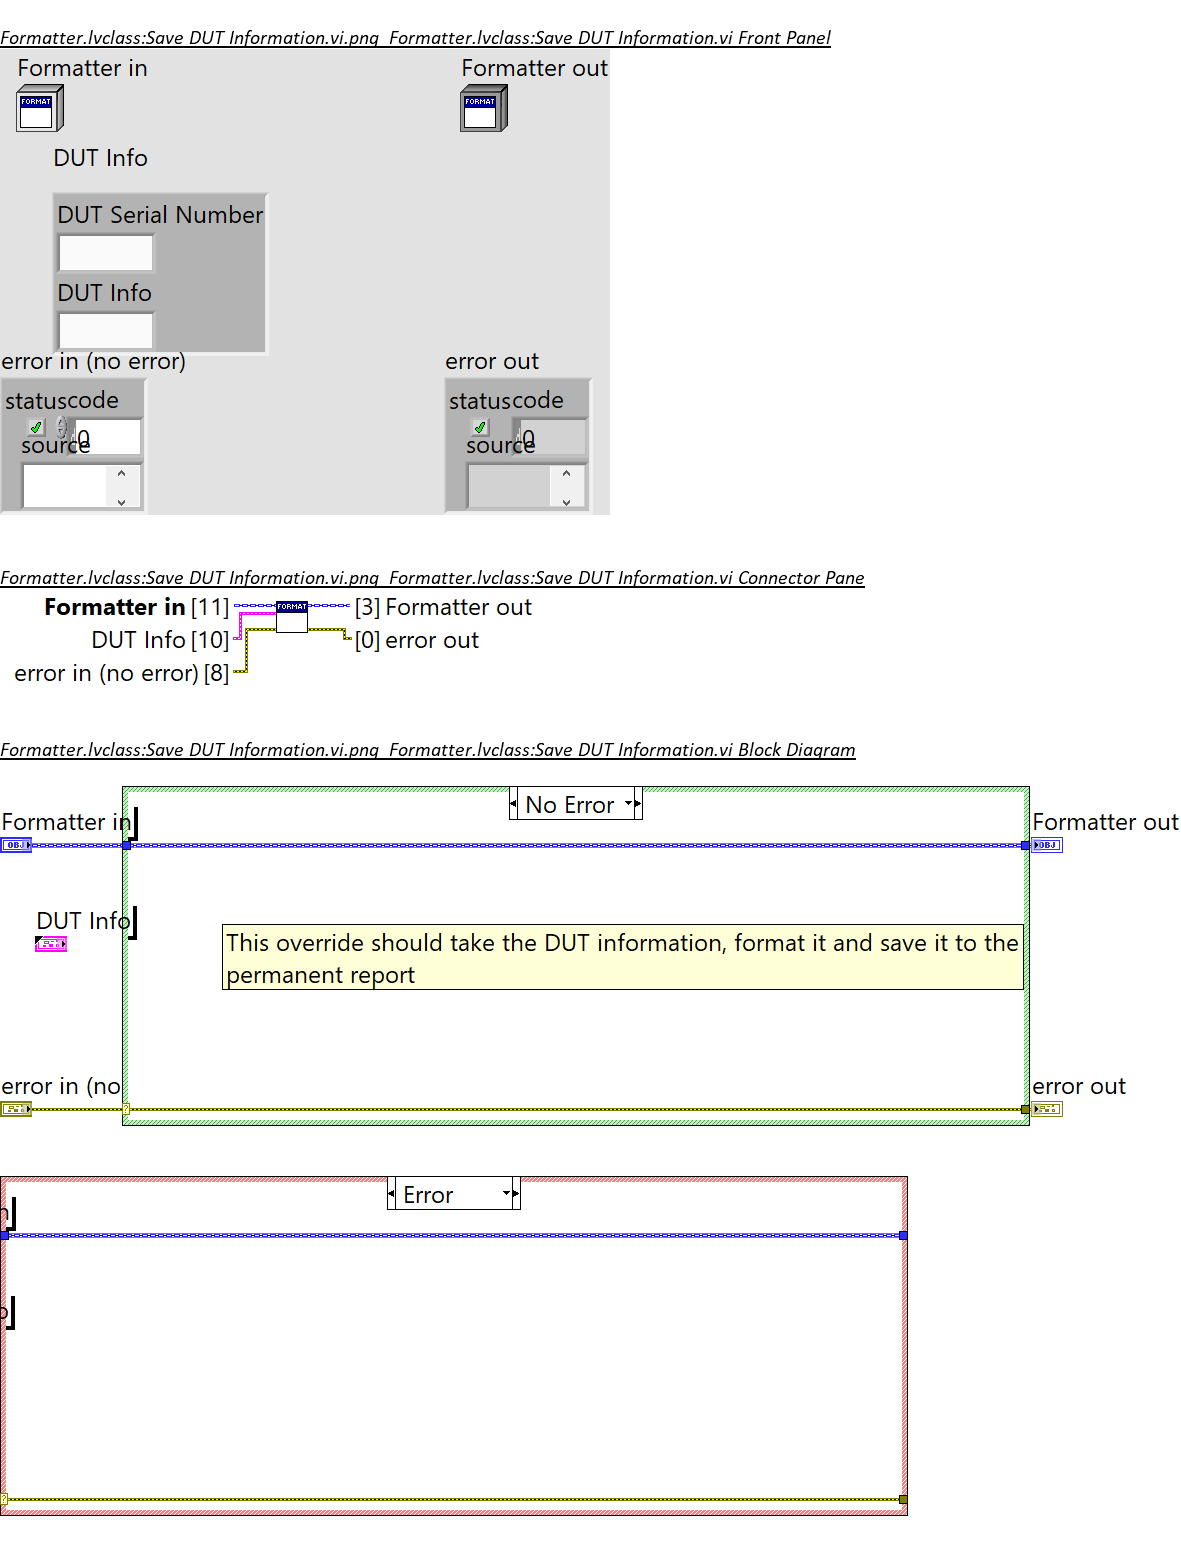 Formatter.lvclass:Save DUT Information.vi.png Formatter.lvclass:Save DUT Information.vi Front Panel
Formatter in Formatter out
FORMAT FORMAT
DUT Info
DUT Serial Number
DUT Info
error in (no error) error out
status code status code
0 0
source source
Formatter.lvclass:Save DUT Information.vi.png Formatter.lvclass:Save DUT Information.vi Connector Pane
Formatter in [11] FORMAT [3] Formatter out
DUT Info [10] [0] error out
error in (no error) [8]
Formatter.lvclass:Save DUT Information.vi.png Formatter.lvclass:Save DUT Information.vi Block Diagram
No Error
Formatter in Formatter out
OBJ OBJ
DUT Info
This override should take the DUT information, format it and save it to the
permanent report
error in (no error out
? 
Error
n
o
?